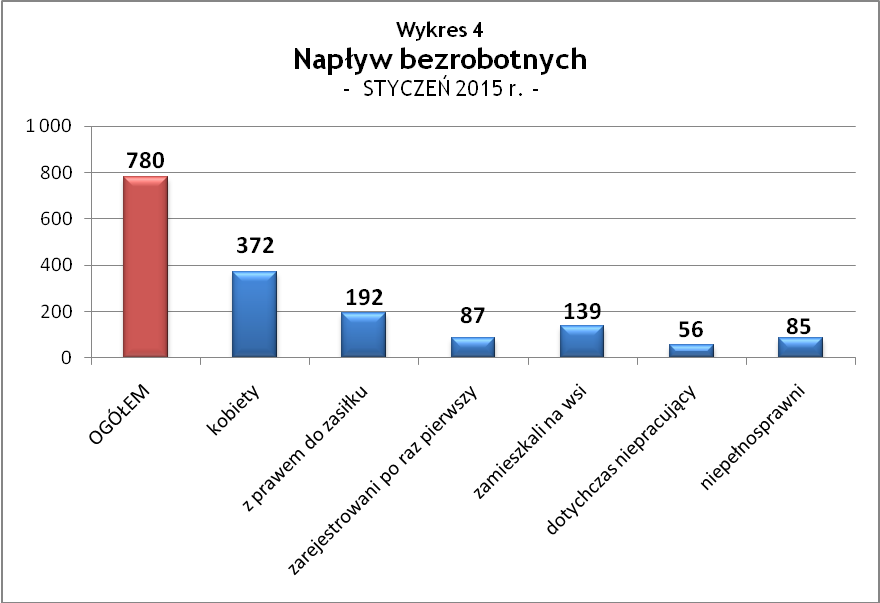 Wykres 4
Napływ bezrobotnych
- STYCZEŃ 2015 r. -
1 000
800
600
400
200
0
780
372
192
87
139
56
85
OGÓŁEM
kobiety
z prawem do zasiłku
zarejestrowani po raz pierwszy
zamieszkali na wsi
dotychczas niepracujący
niepełnosprawni